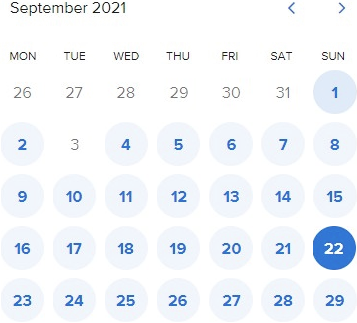 September 2021
MON TUE WED THU FRI SAT SUN
26 27 28 29 30 31 1
2 3 4 5 6 7 8
9 10 11 12 13 14 15
16 17 18 19 20 21 22
23 24 25 26 27 28 29